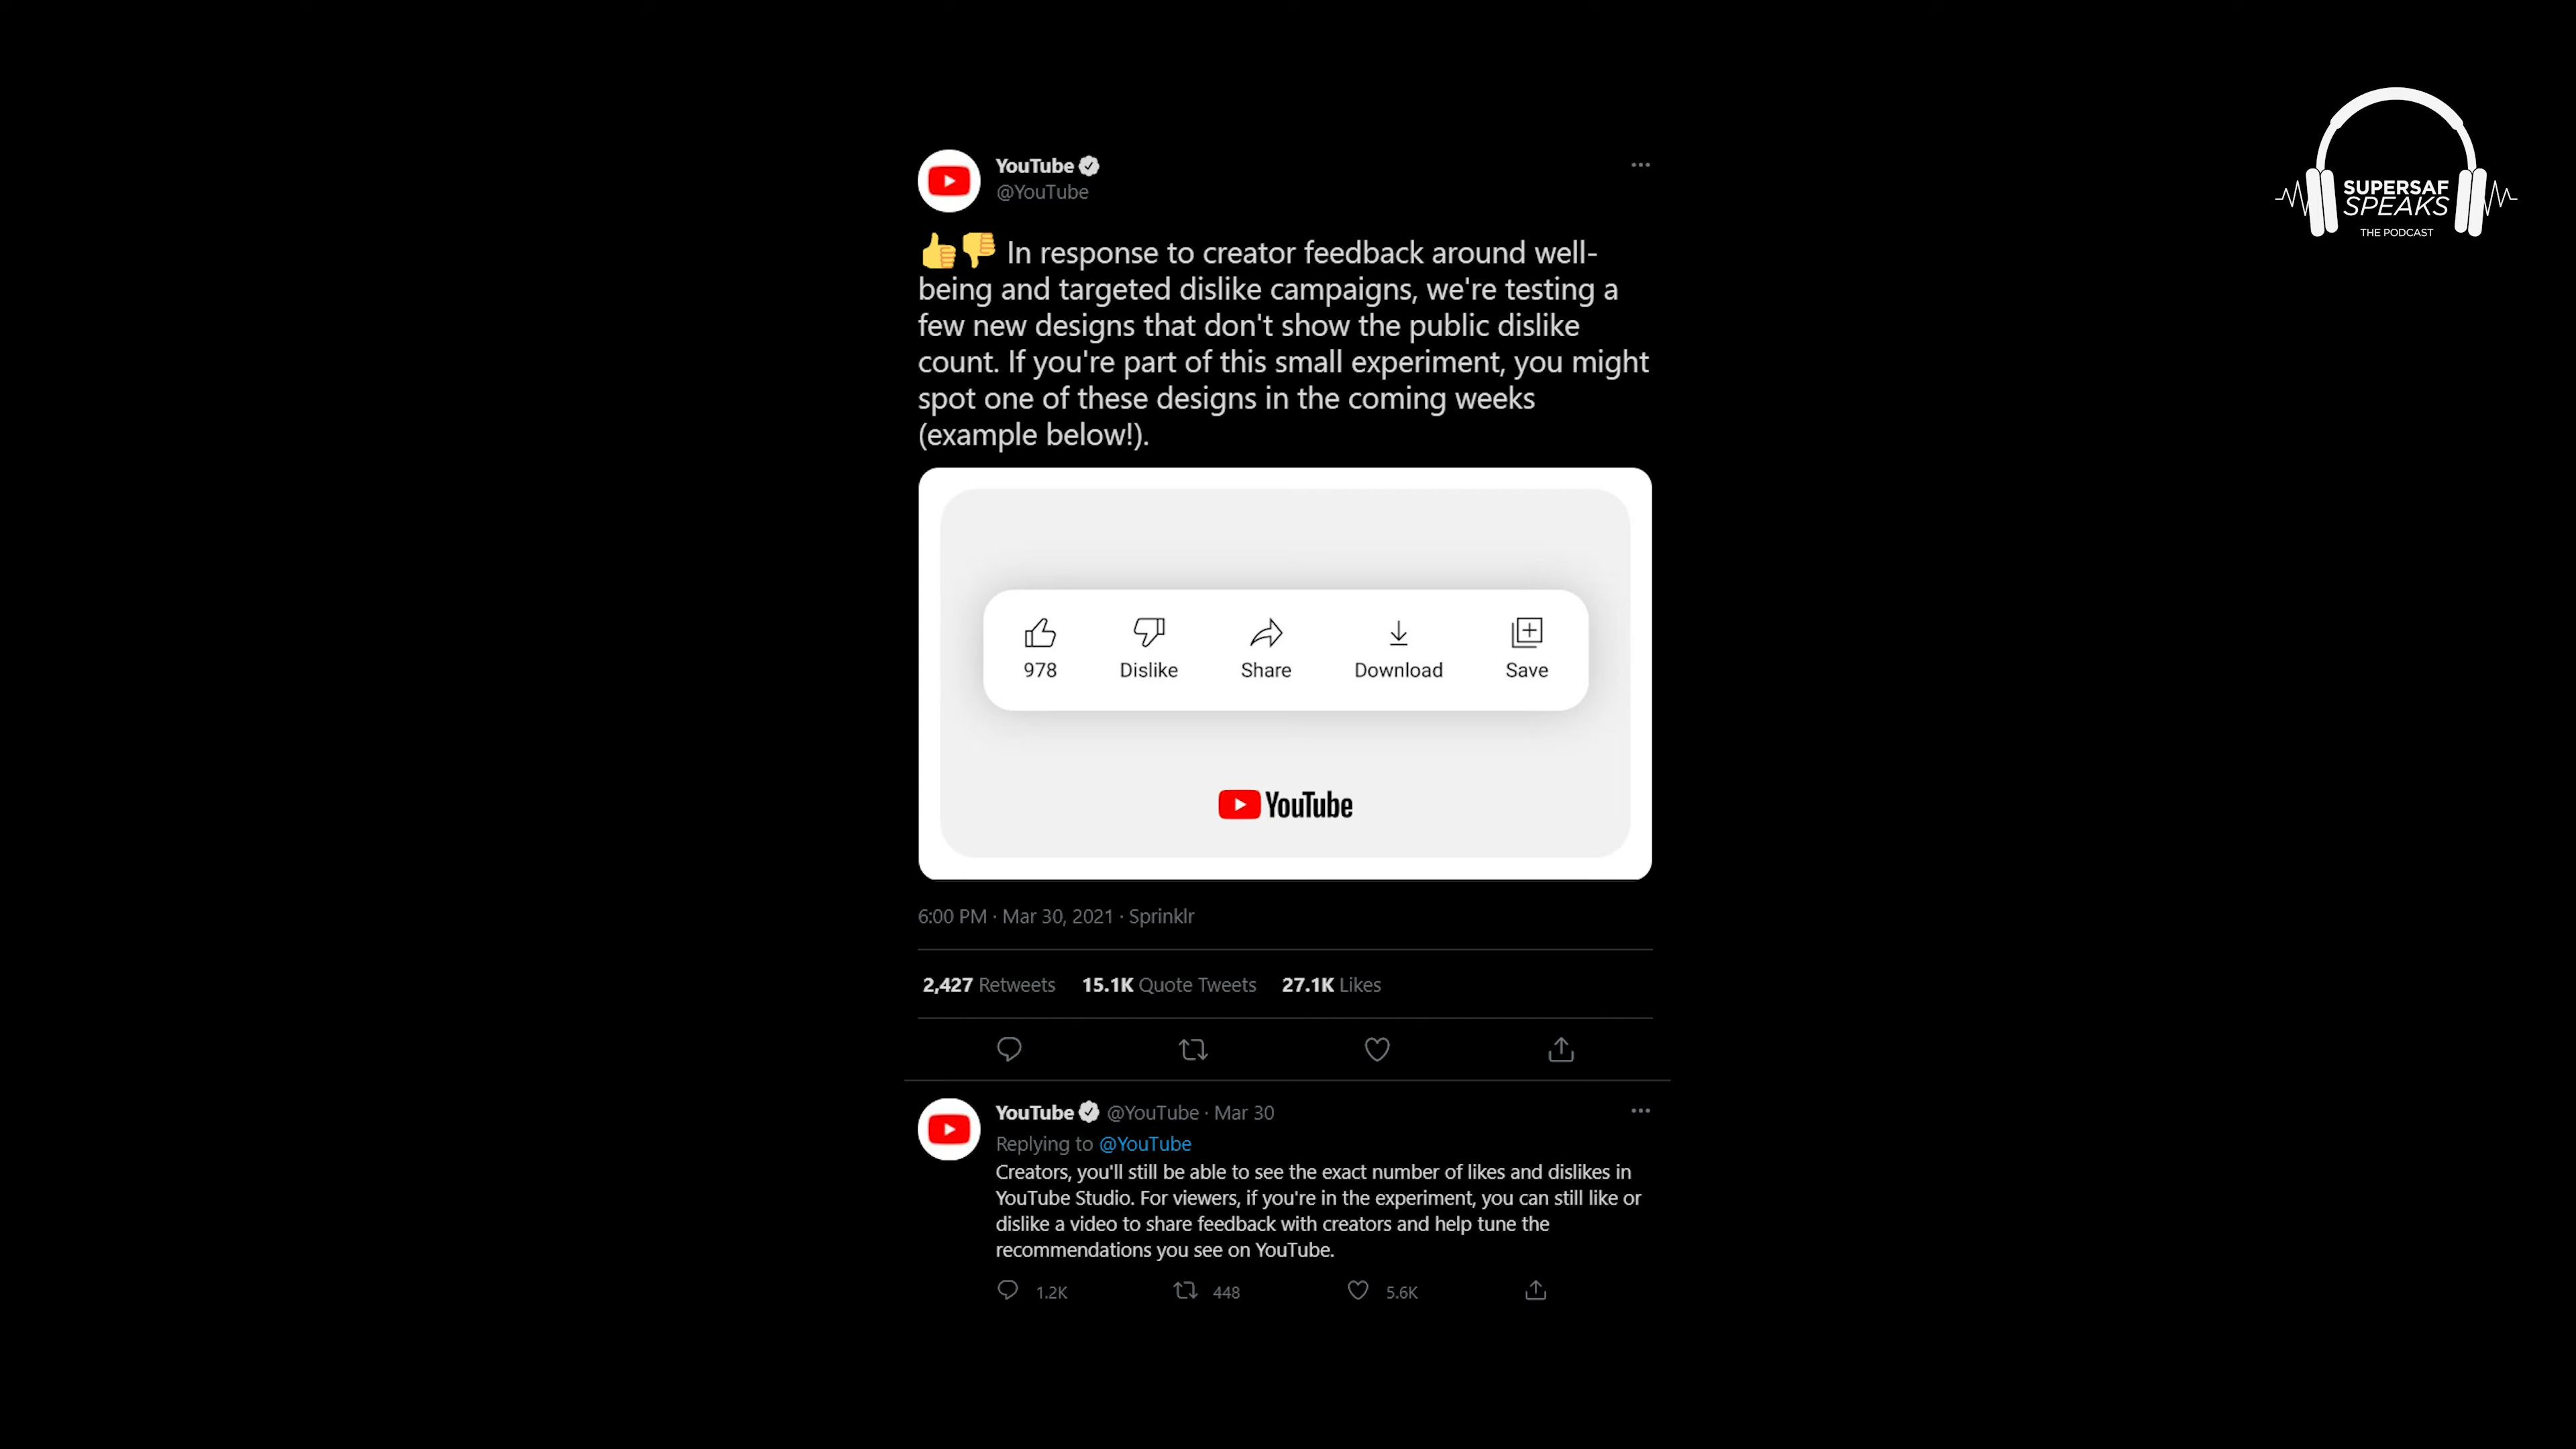 YouTube
@YouTube
SUPERSAF
SPEAKS
THE PODCAST
👍👎 In response to creator feedback around well-
being and targeted dislike campaigns, we're testing a
few new designs that don't show the public dislike
count. If you're part of this small experiment, you might
spot one of these designs in the coming weeks
(example below!).
978 Dislike Share Download Save
YouTube
6:00 PM · Mar 30, 2021 · Sprinklr
2,427 Retweets 15.1K Quote Tweets 27.1K Likes
YouTube @YouTube · Mar 30
Replying to @YouTube
Creators, you'll still be able to see the exact number of likes and dislikes in
YouTube Studio. For viewers, if you're in the experiment, you can still like or
dislike a video to share feedback with creators and help tune the
recommendations you see on YouTube.
1.2K 448 5.6K